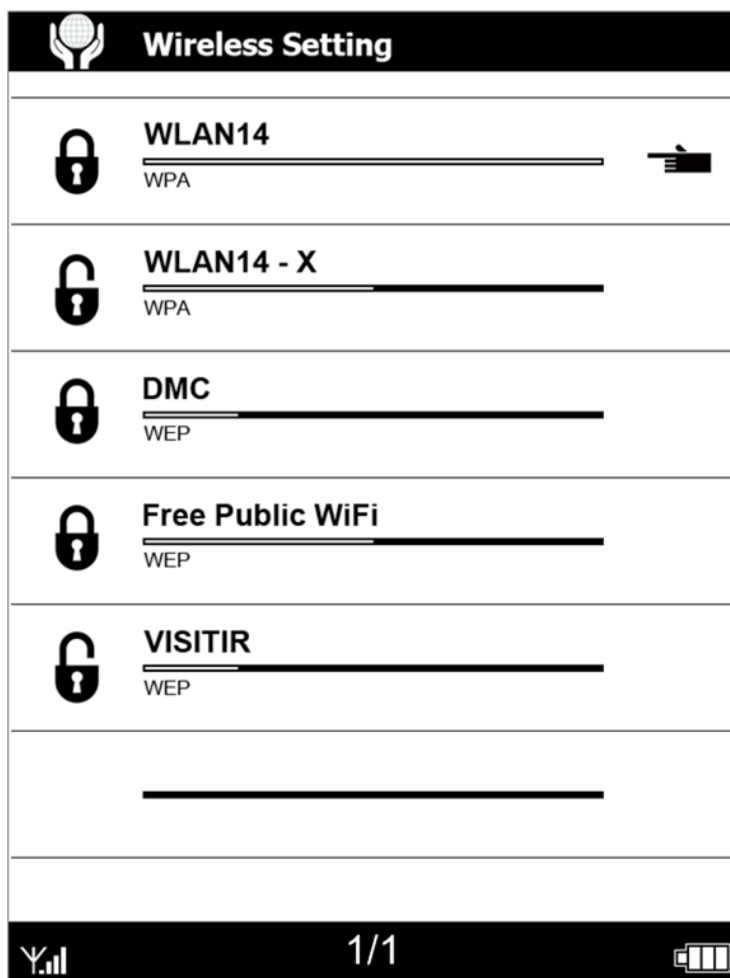 Wireless Setting
WLAN14
WPA
WLAN14 - X
WPA
DMC
WEP
Free Public WiFi
WEP
VISITIR
WEP
1/1